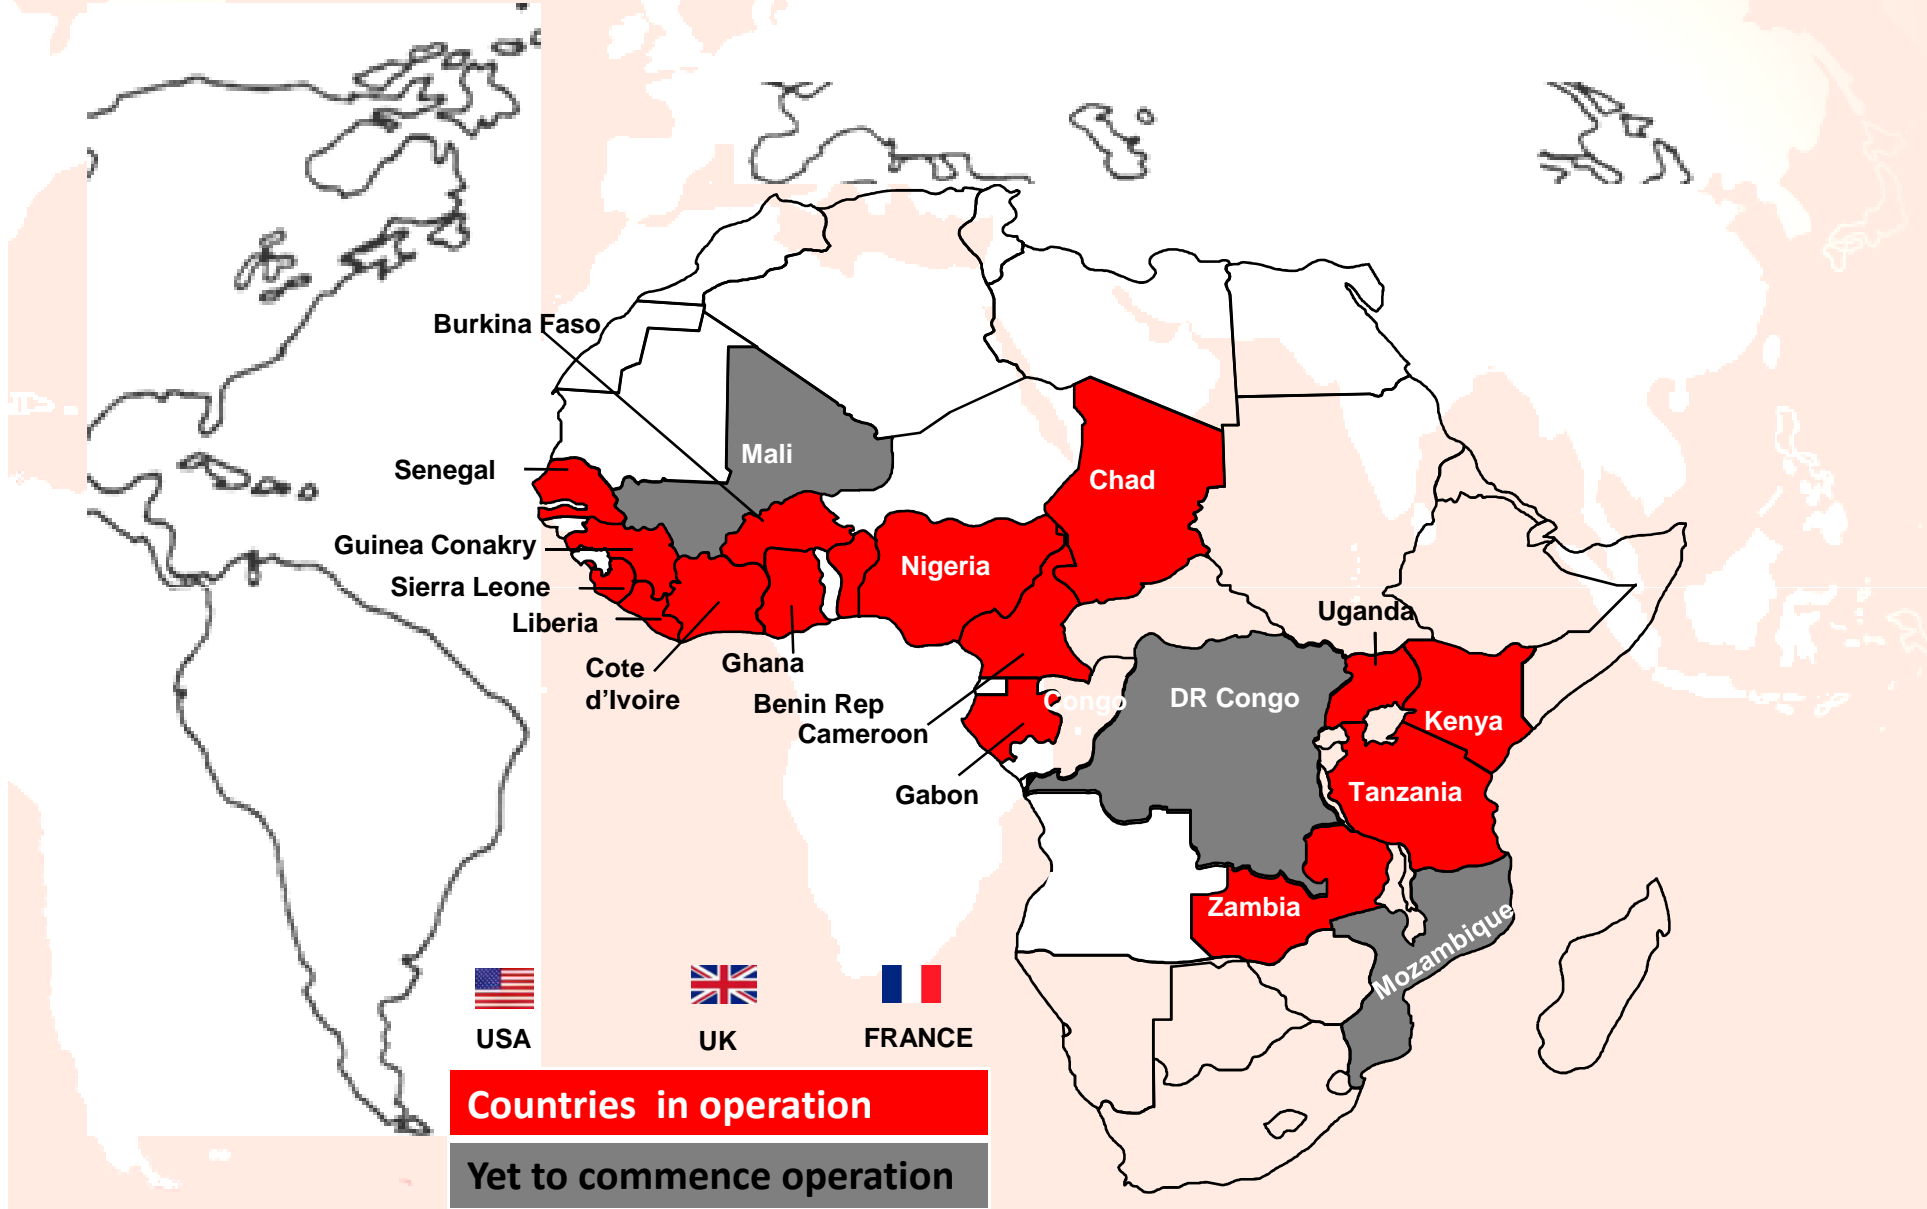 Burkina Faso
Mali
Senegal
Chad
Guinea Conakry
Nigeria
Sierra Leone
Liberia
Uganda
Cote
d’Ivoire
Ghana
Benin Rep
Cameroon
Congo
DR Congo
Kenya
Gabon
Tanzania
Zambia
Mozambique
USA
UK
FRANCE
Countries in operation
Yet to commence operation